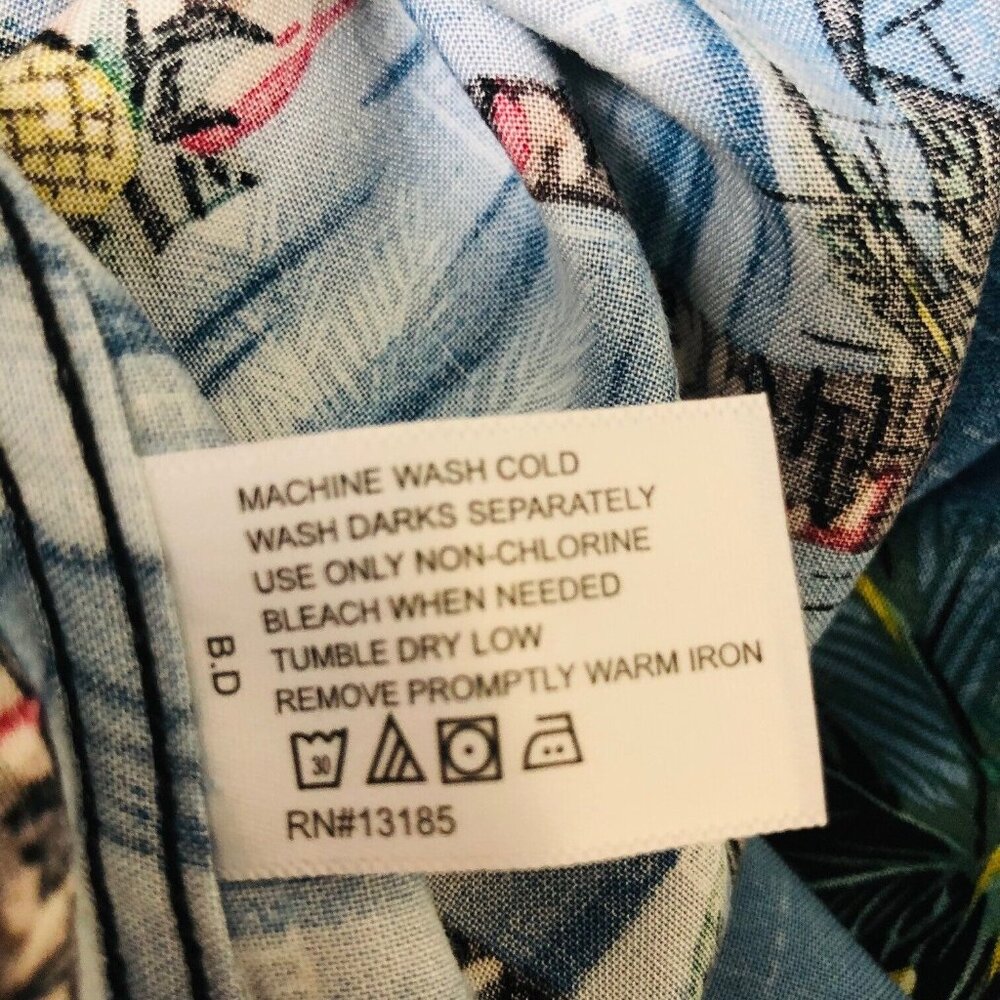 MACHINE WASH COLD
WASH DARKS SEPARATELY
USE ONLY NON-CHLORINE
BLEACH WHEN NEEDED
TUMBLE DRY LOW
REMOVE PROMPTLY WARM IRON
30
RN#13185
B.D